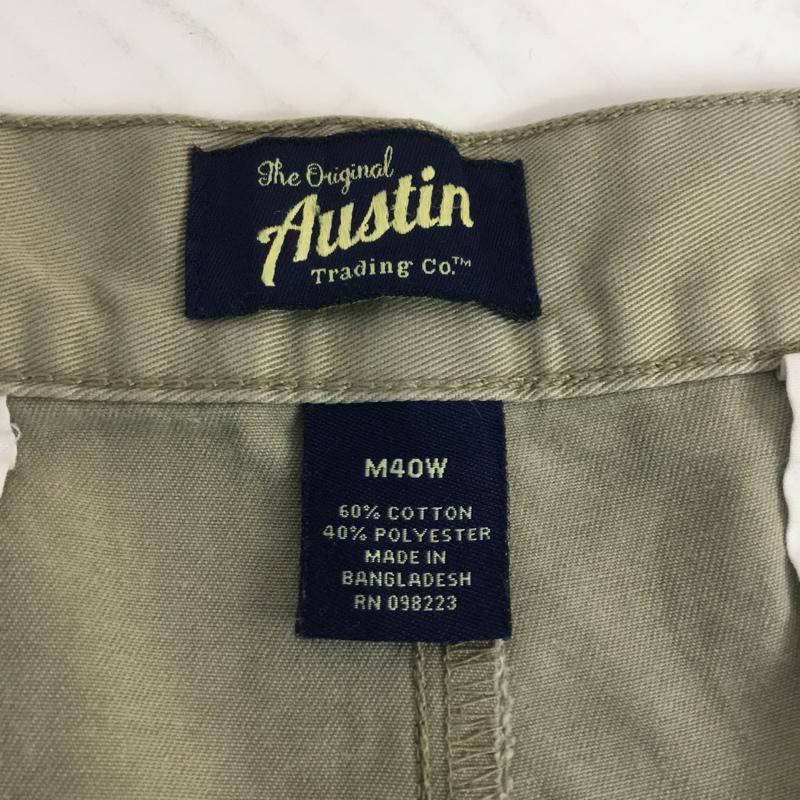 The Original
Austin
Trading Co.™
M40W
60% COTTON
40% POLYESTER
MADE IN
BANGLADESH
RN 098223